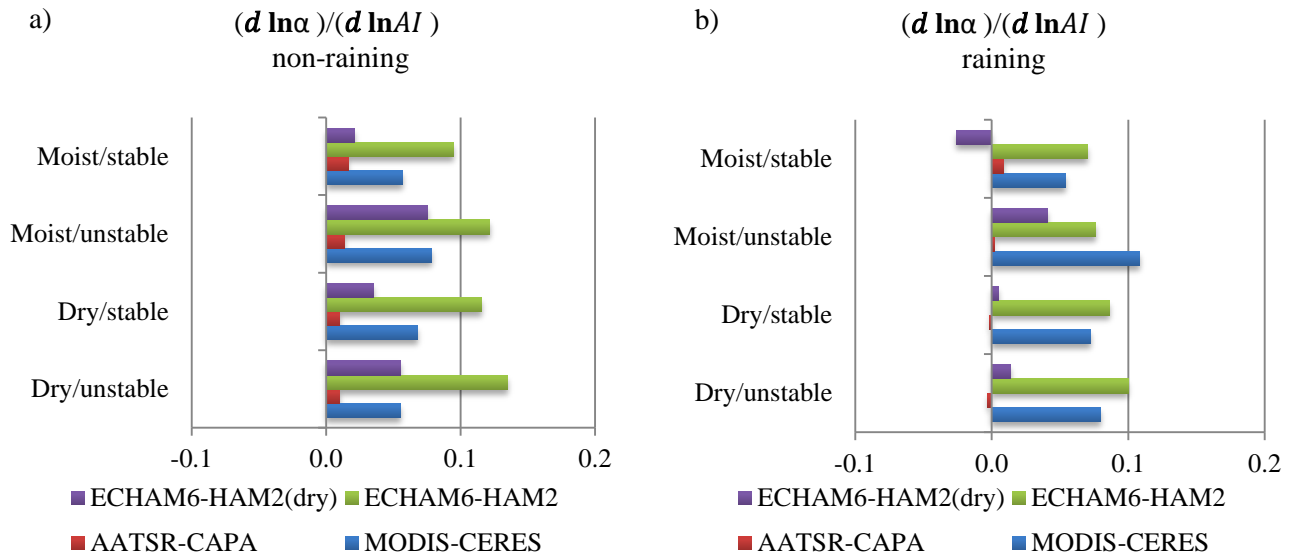 a)
(d lnα )/(d lnAI )
non-raining
Moist/stable
Moist/unstable
Dry/stable
Dry/unstable
-0.1 0.0 0.1 0.2
ECHAM6-HAM2(dry) ECHAM6-HAM2
AATSR-CAPA MODIS-CERES
b)
(d lnα )/(d lnAI )
raining
Moist/stable
Moist/unstable
Dry/stable
Dry/unstable
-0.1 0.0 0.1 0.2
ECHAM6-HAM2(dry) ECHAM6-HAM2
AATSR-CAPA MODIS-CERES